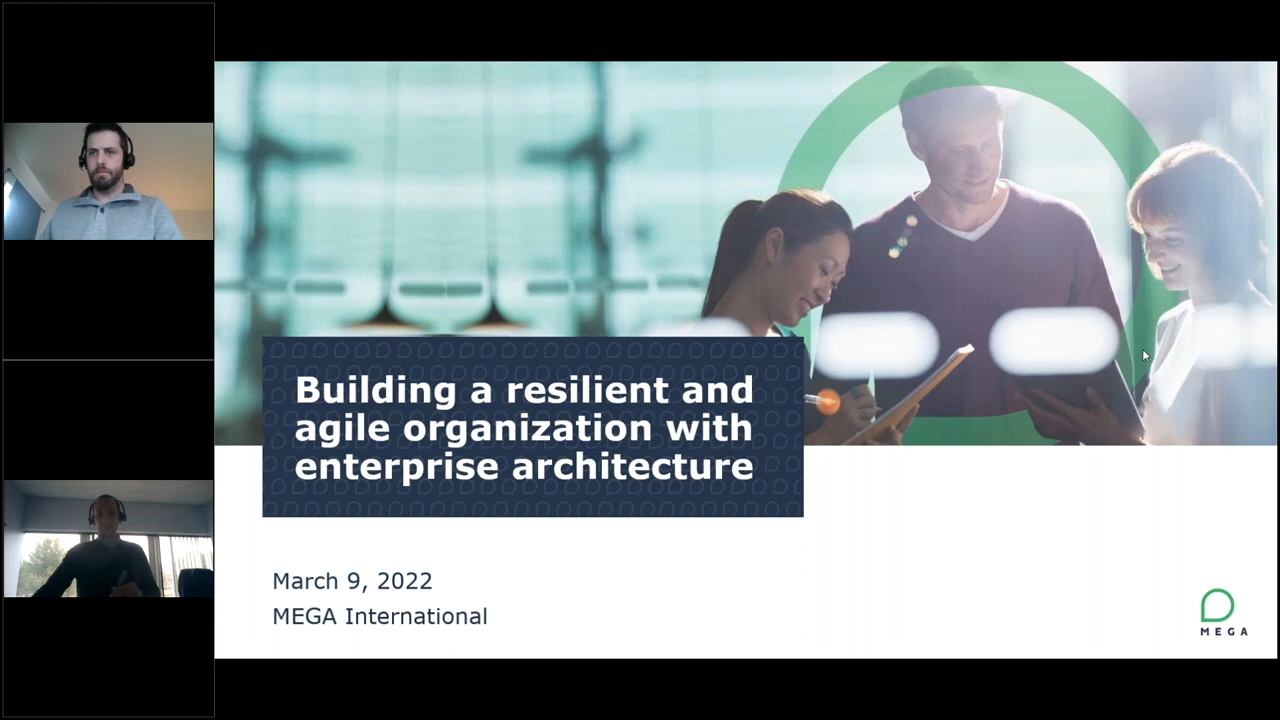 Building a resilient and
agile organization with
enterprise architecture
March 9, 2022
MEGA International
MEGA